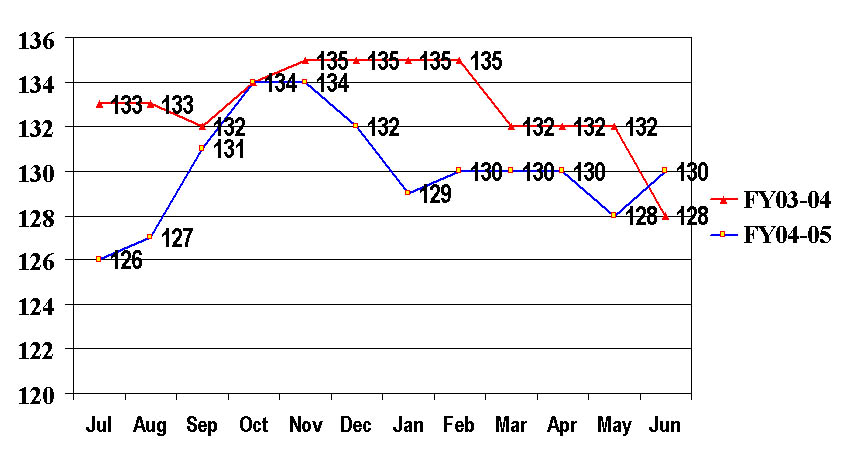 136
135 135 135 135
134
134 134
133 133
132
132 132 132 132 132
131
130
130 130 130 130
129
128
128 128
127
126
126
124
122
120
Jul Aug Sep Oct Nov Dec Jan Feb Mar Apr May Jun
FY03-04
FY04-05